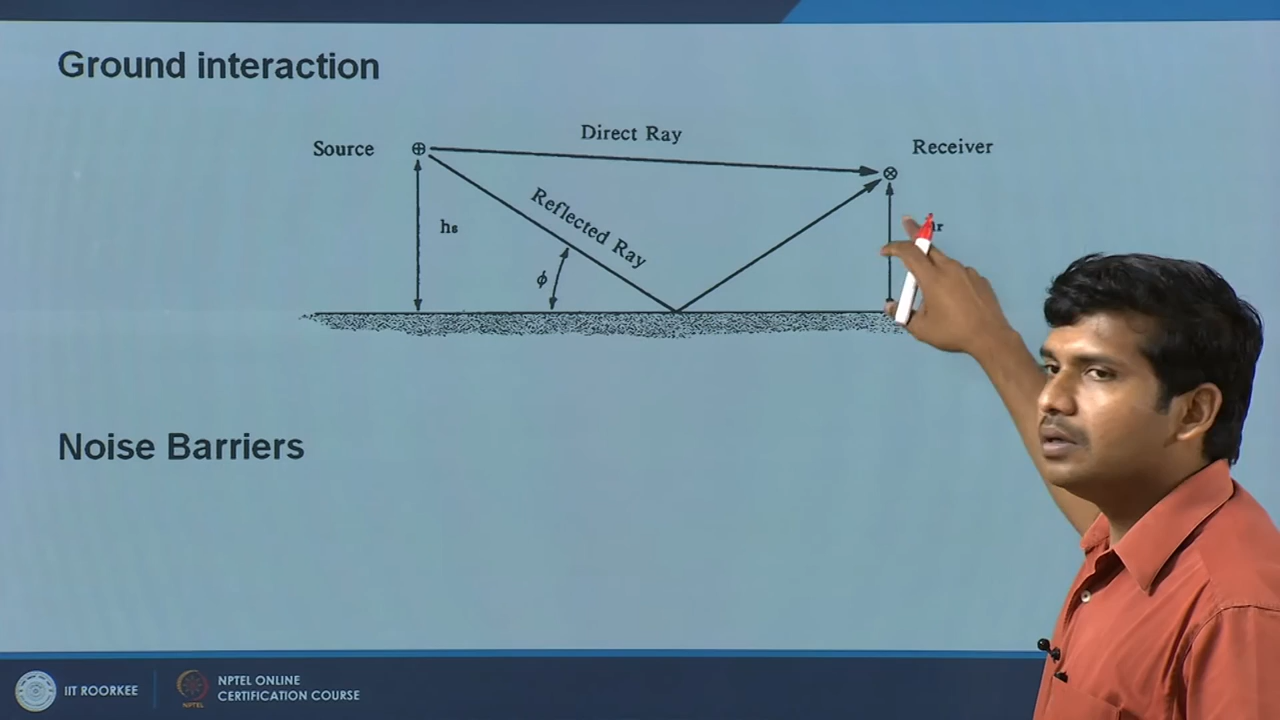 Ground interaction
Source
Direct Ray
Receiver
hs
Reflected Ray
ϕ
Noise Barriers
IIT ROORKEE
NPTEL
NPTEL ONLINE
CERTIFICATION COURSE